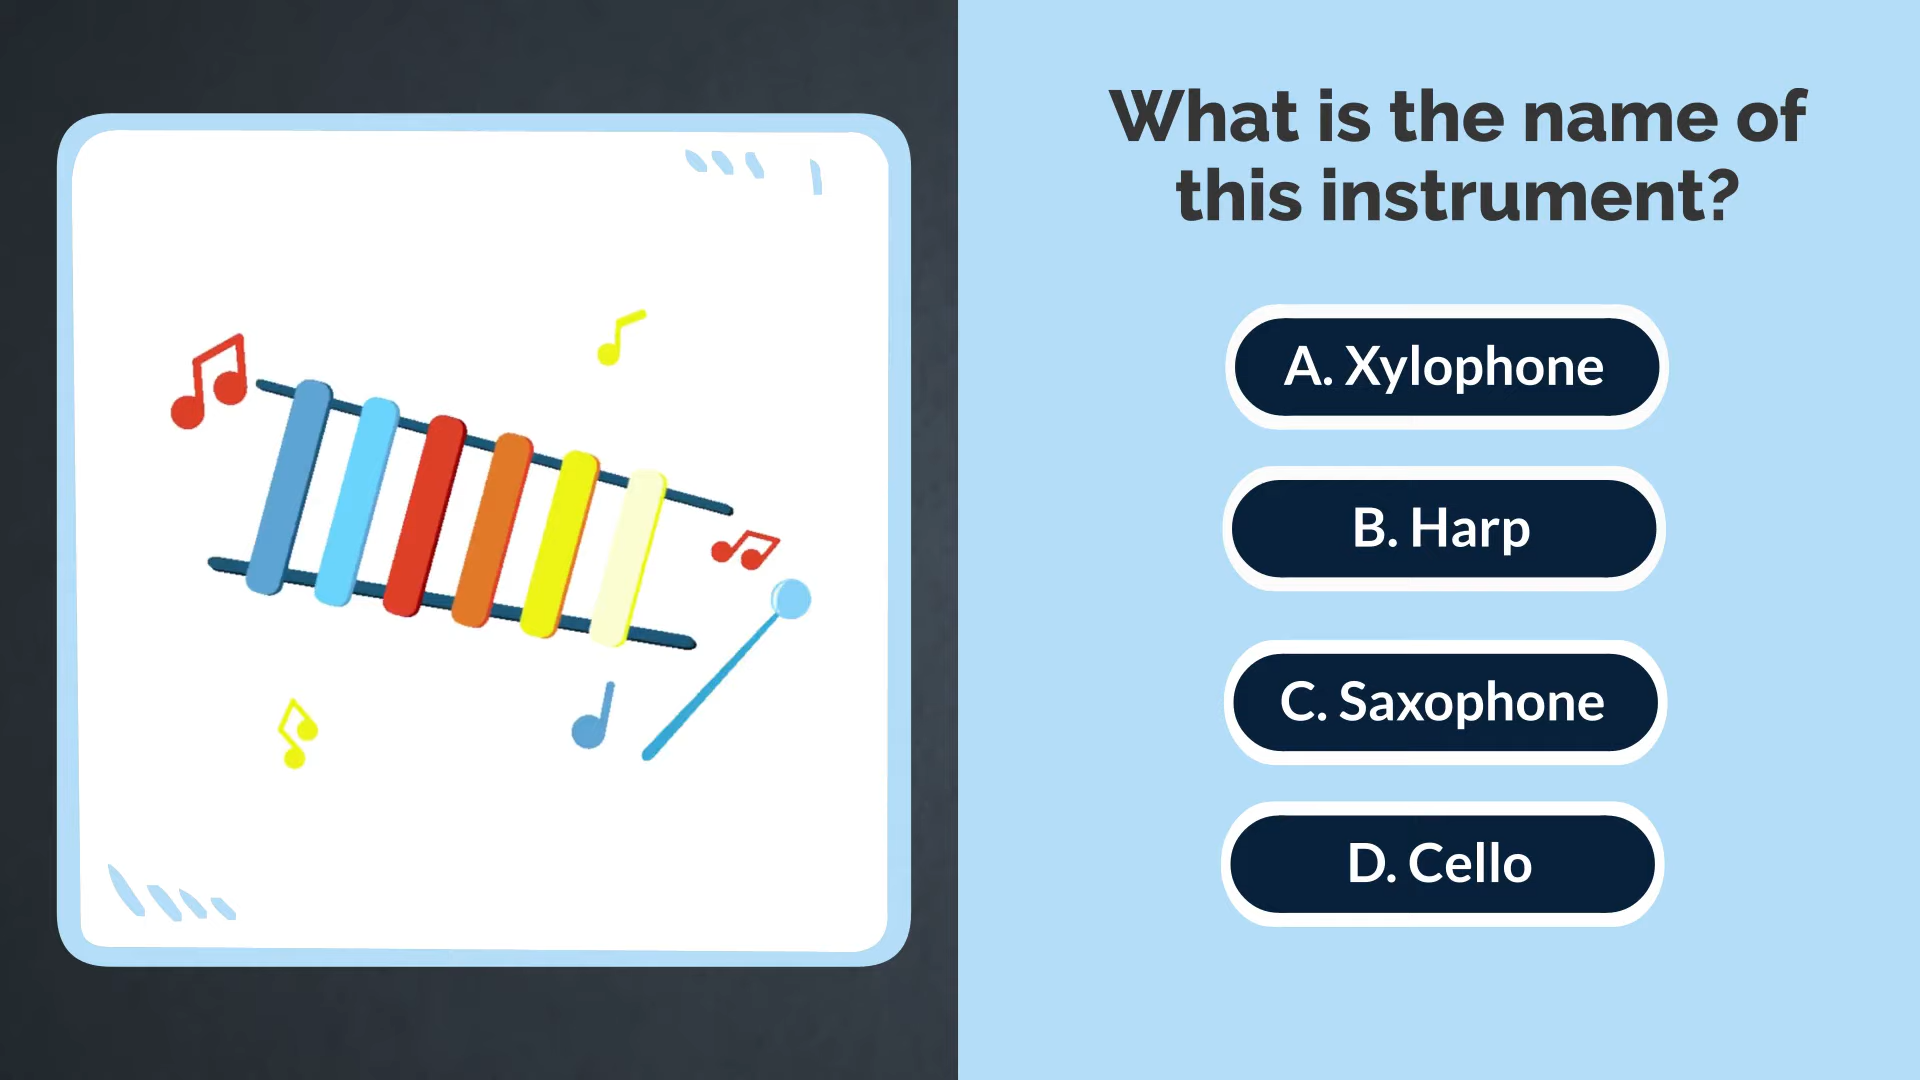 What is the name of
this instrument?
A. Xylophone
B. Harp
C. Saxophone
D. Cello